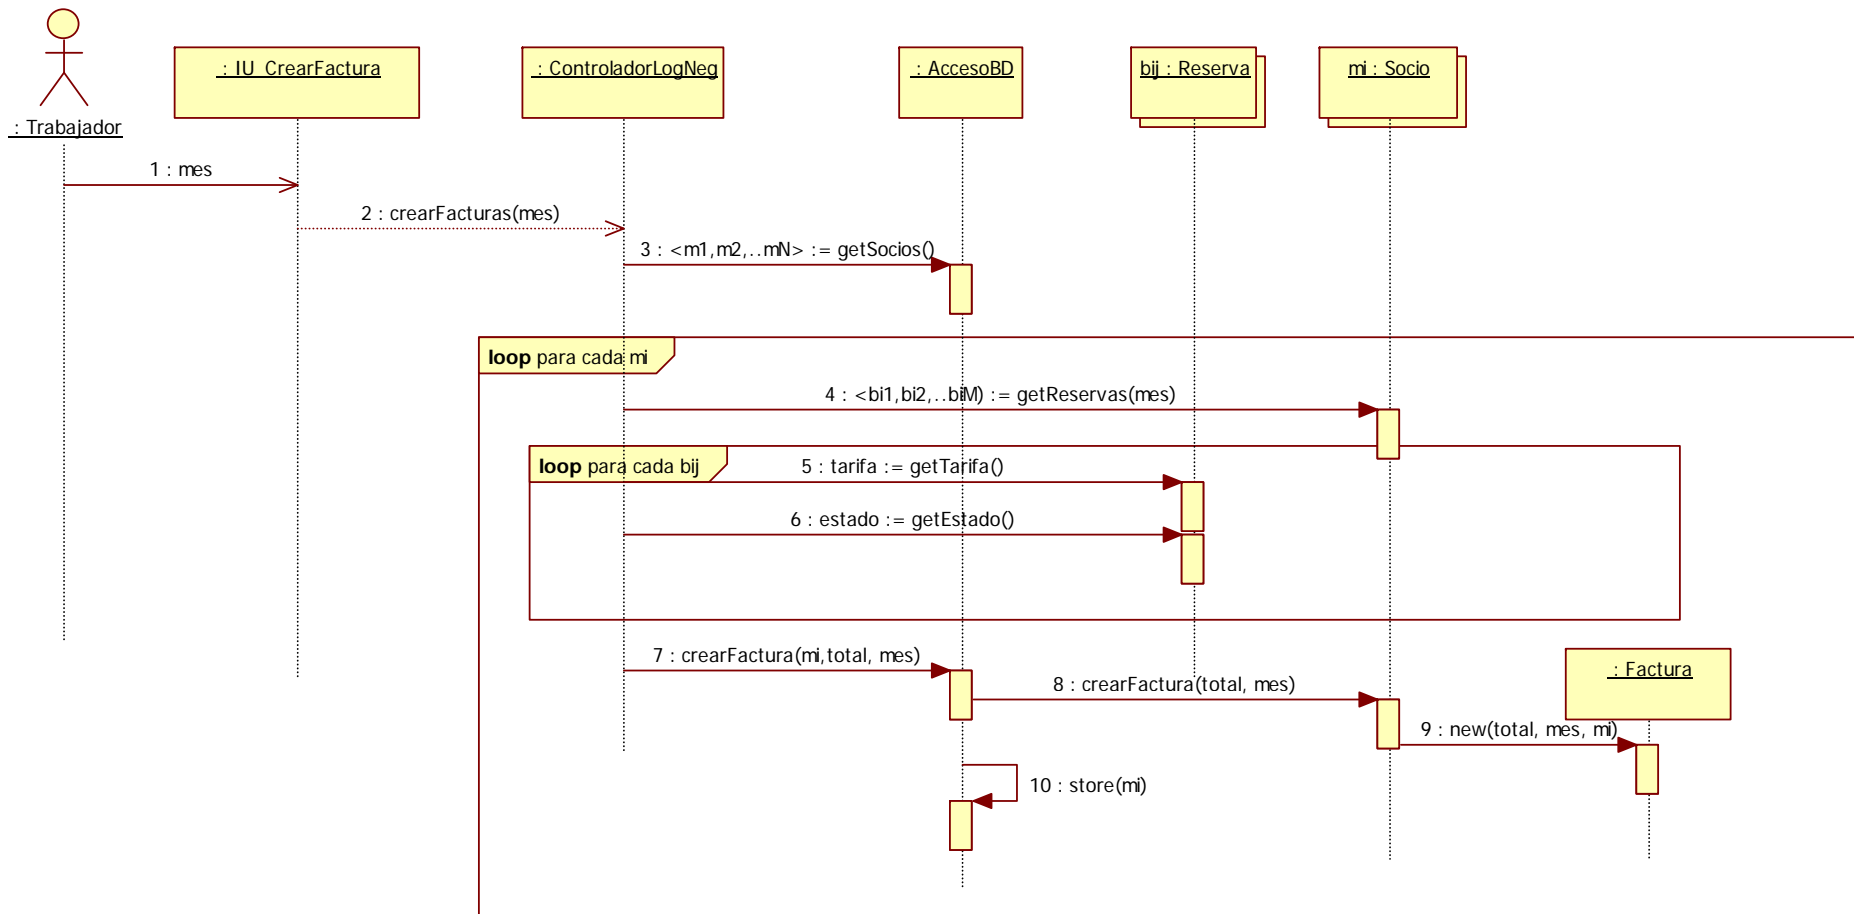 : Trabajador
: IU_CrearFactura
: ControladorLogNeg
: AccesoBD
bij : Reserva
mi : Socio
1 : mes
2 : crearFacturas(mes)
3 : <m1,m2,..mN> := getSocios()
loop para cada mi
4 : <bi1,bi2,..biM) := getReservas(mes)
loop para cada bij
5 : tarifa := getTarifa()
6 : estado := getEstado()
7 : crearFactura(mi,total, mes)
8 : crearFactura(total, mes)
: Factura
9 : new(total, mes, mi)
10 : store(mi)